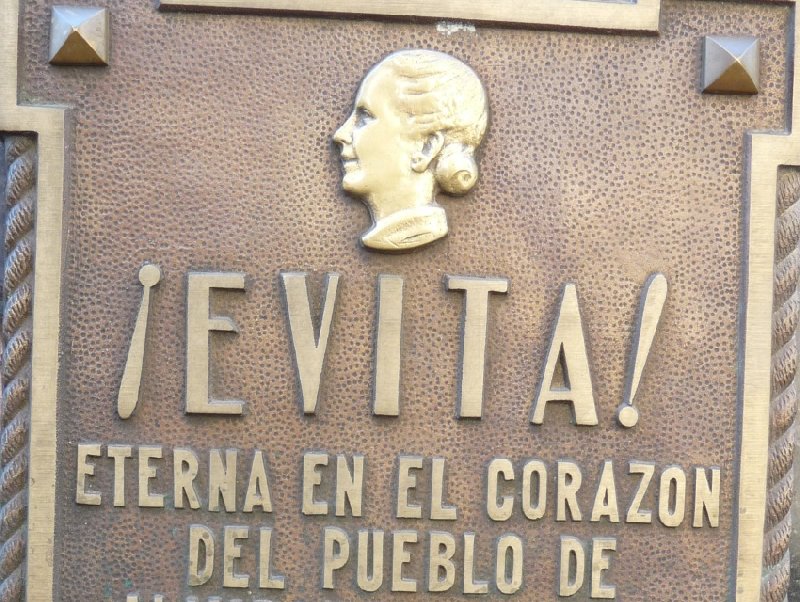 ¡EVITA!
ETERNA EN EL CORAZON
DEL PUEBLO DE